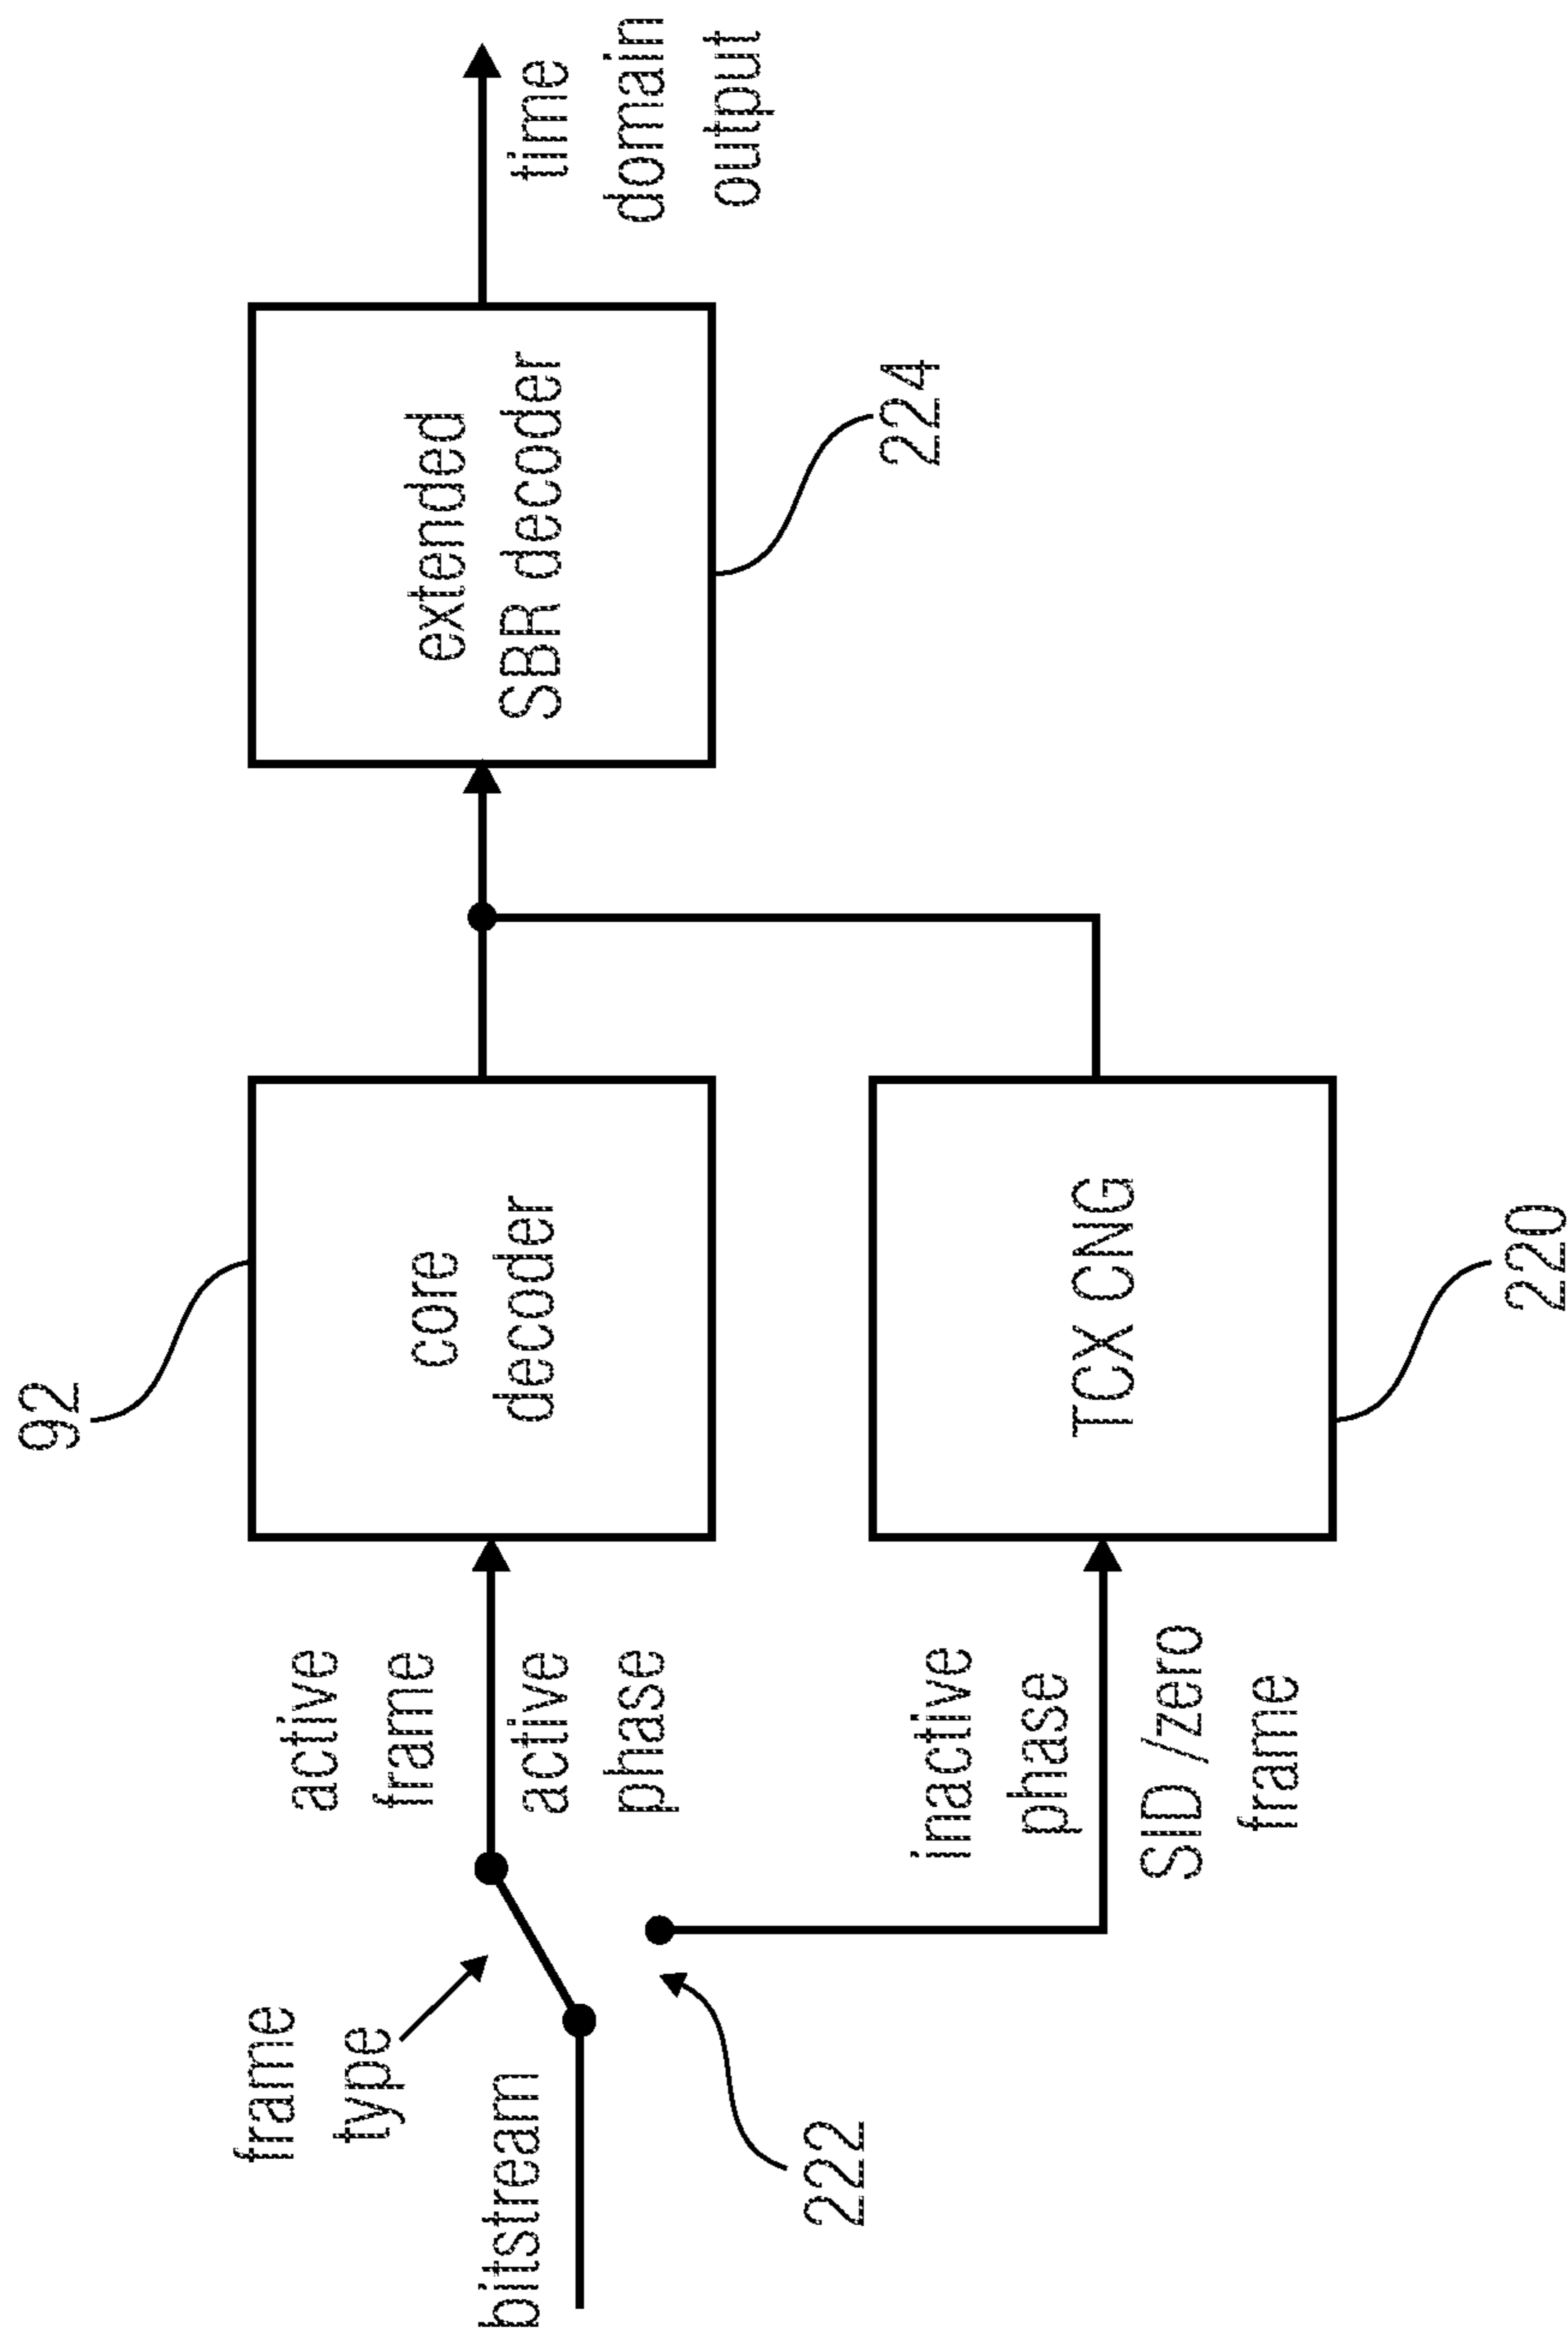 frame
type
bitstream
222
active
frame
active
phase
inactive
phase
SID /zero
frame
92
core
decoder
TCX CNG
220
extended
SBR decoder
224
time
domain
output